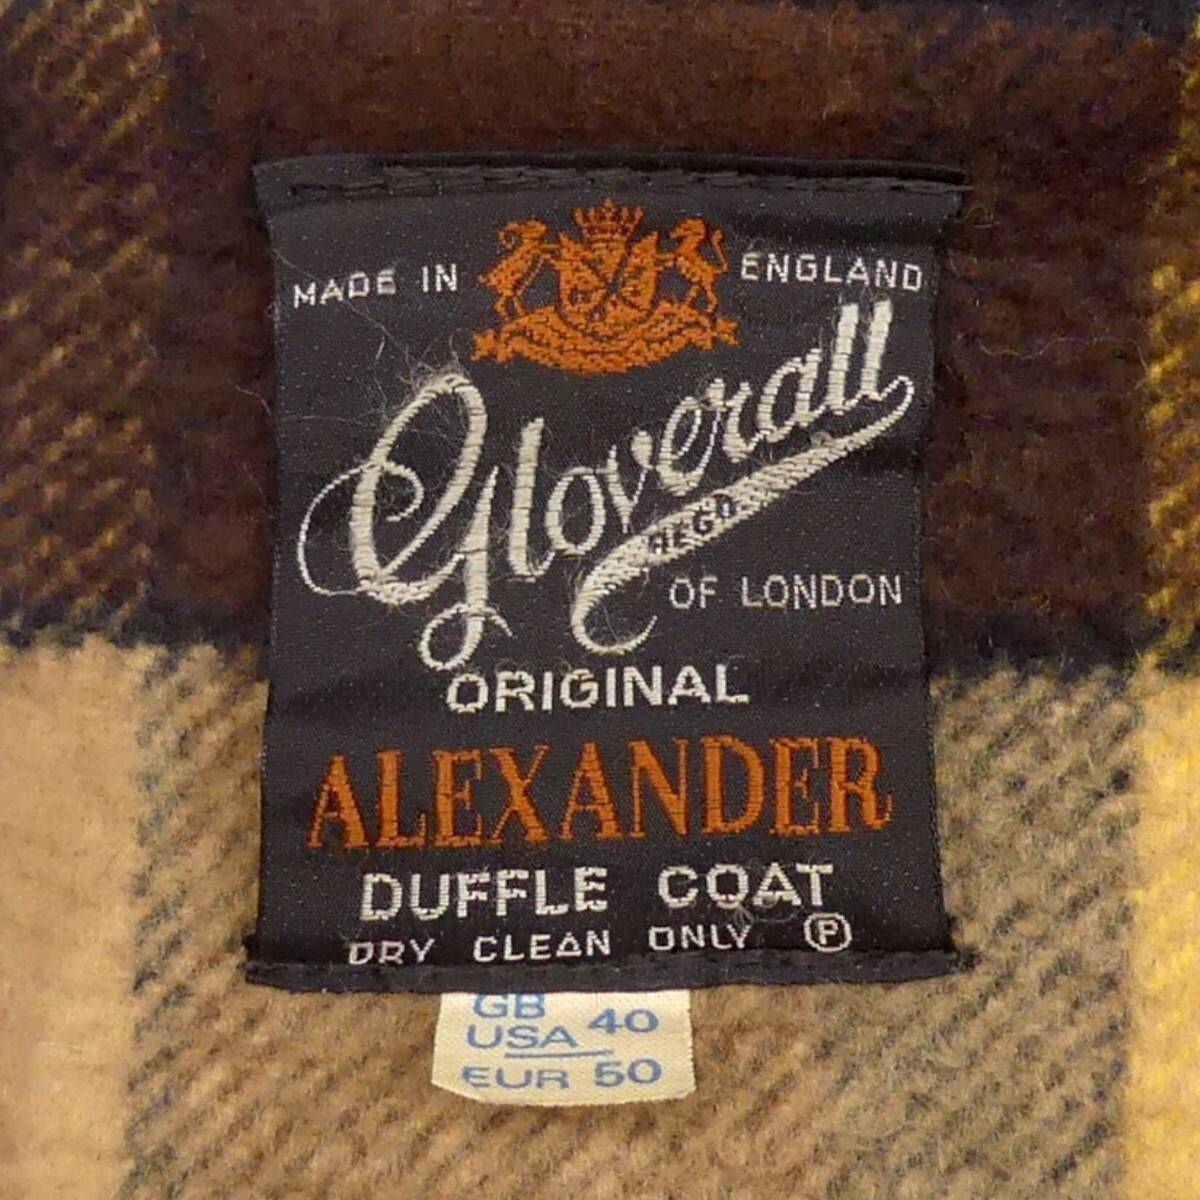 MADE IN ENGLAND
Gloverall
REGD.
OF LONDON
ORIGINAL
ALEXANDER
DUFFLE COAT
DRY CLEAN ONLY Ⓟ
GB
USA 40
EUR 50